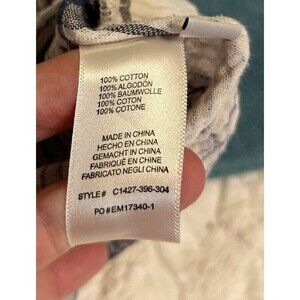 100% COTTON
100% ALGODÓN
100% BAUMWOLLE
100% COTON
100% COTONE
MADE IN CHINA
HECHO EN CHINA
GEMACHT IN CHINA
FABRIQUÉ EN CHINE
FABRICATO NEGLI CHINA
STYLE# C1427-396-304
PO#EM17340-1